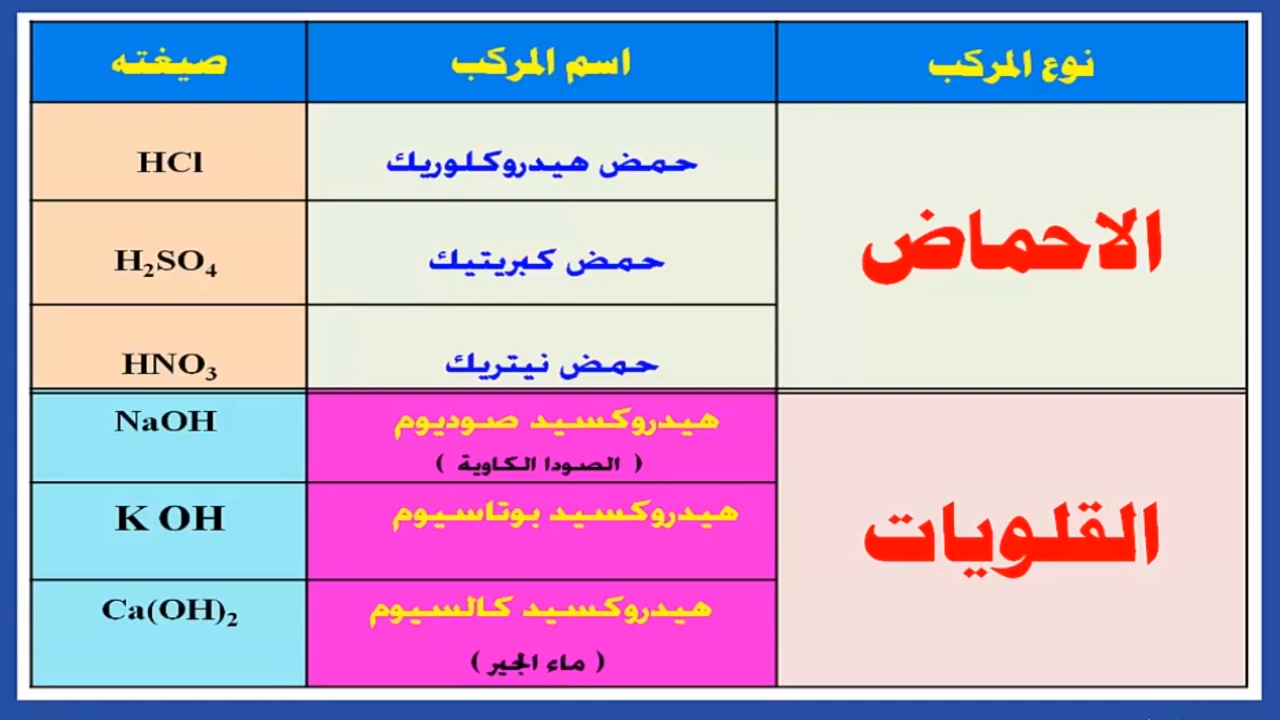 نوع المركب
اسم المركب
صيغته
الاحماض
حمض هيدروكلوريك
HCl
حمض كبريتيك
H₂SO₄
حمض نيتريك
HNO₃
القلويات
هيدروكسيد صوديوم
( الصودا الكاوية )
NaOH
هيدروكسيد بوتاسيوم
K OH
هيدروكسيد كالسيوم
( ماء الجير )
Ca(OH)₂